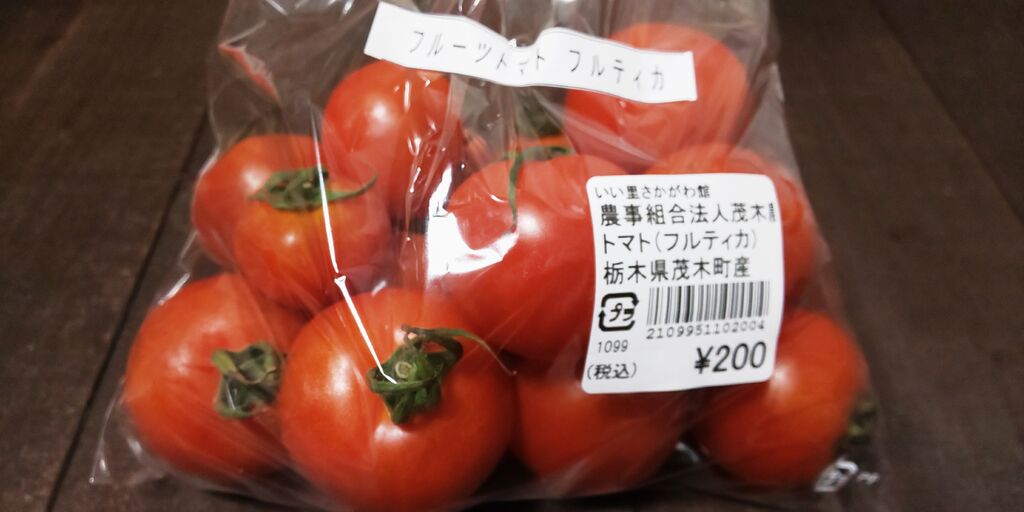 フルーツトマト フルティカ
いい里さかがわ館
農事組合法人茂木
トマト(フルティカ)
栃木県茂木町産
プラ
2109951102004
1099
¥200
(税込)